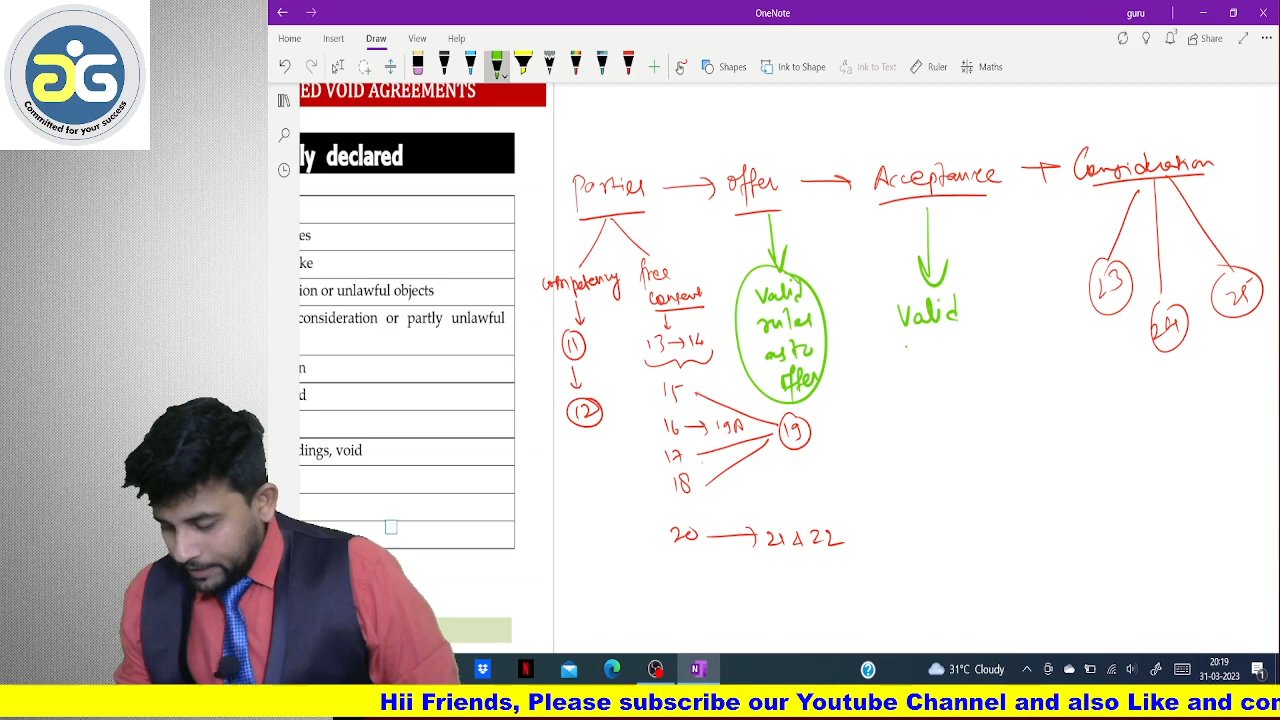 GG
Committed for your success
OneNote
guru
Home
Insert
Draw
View
Help
Share
Shapes
Ink to Shape
Ink to Text
Ruler
Maths
ED VOID AGREEMENTS
ly declared
es
ke
ion or unlawful objects
consideration or partly unlawful
n
d
dings, void
Parties → Offer → Acceptance → Consideration
competency
11
12
free
consent
13 → 14
15
16 → 19A
17
18
19
20 → 21 & 22
Valid
rules
as to
Offer
Valid
23
24
25
31°C Cloudy
20:19
31-03-2023
1
Hii Friends, Please subscribe our Youtube Channel and also Like and co